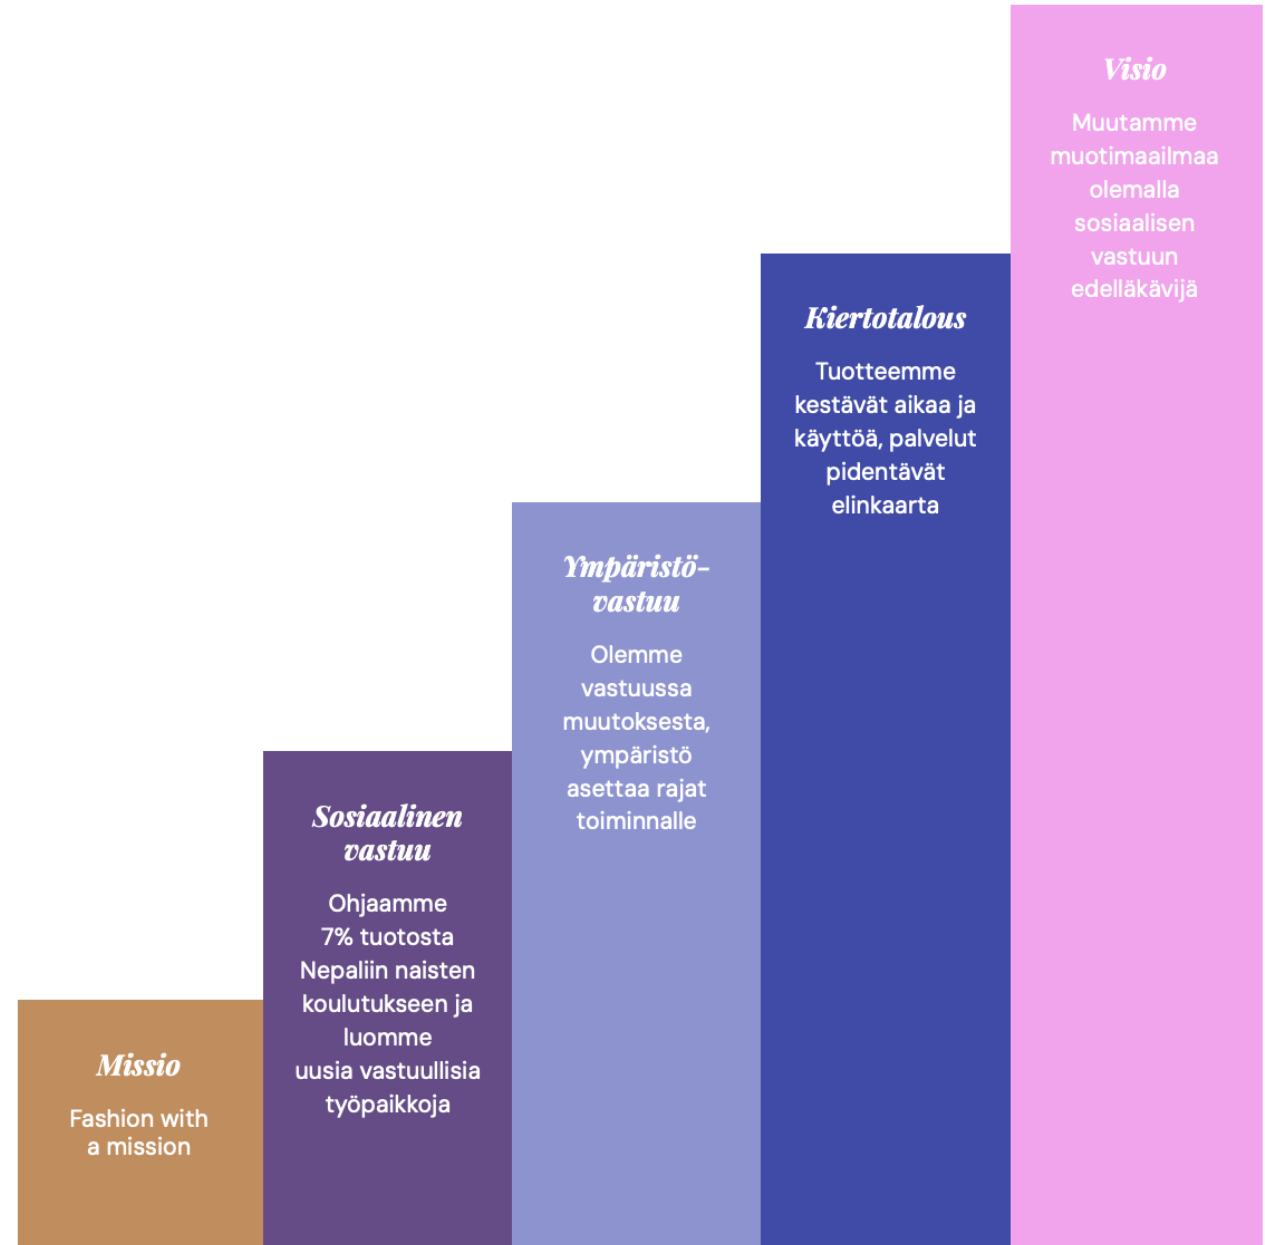 Missio
Fashion with
a mission
Sosiaalinen
vastuu
Ohjaamme
7% tuotosta
Nepaliin naisten
koulutukseen ja
luomme
uusia vastuullisia
työpaikkoja
Ympäristö-
vastuu
Olemme
vastuussa
muutoksesta,
ympäristö
asettaa rajat
toiminnalle
Kiertotalous
Tuotteemme
kestävät aikaa ja
käyttöä, palvelut
pidentävät
elinkaarta
Visio
Muutamme
muotimaailmaa
olemalla
sosiaalisen
vastuun
edelläkävijä